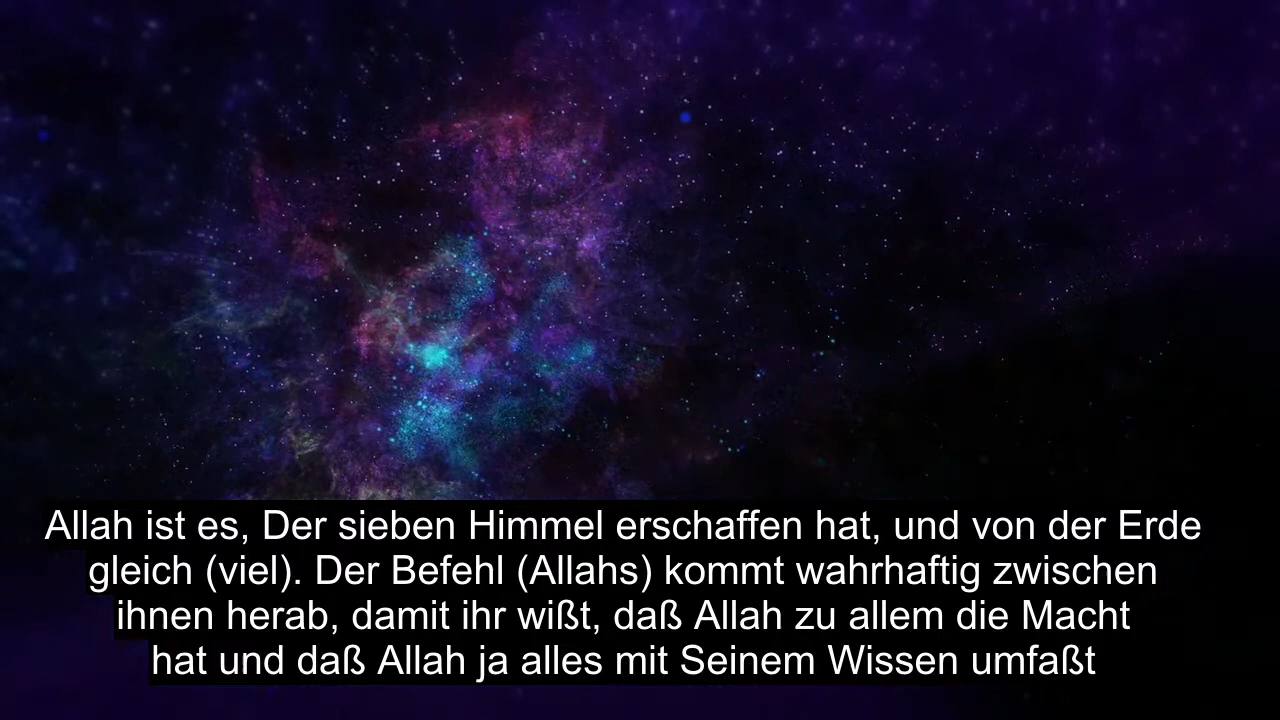 Allah ist es, Der sieben Himmel erschaffen hat, und von der Erde
gleich (viel). Der Befehl (Allahs) kommt wahrhaftig zwischen
ihnen herab, damit ihr wißt, daß Allah zu allem die Macht
hat und daß Allah ja alles mit Seinem Wissen umfaßt